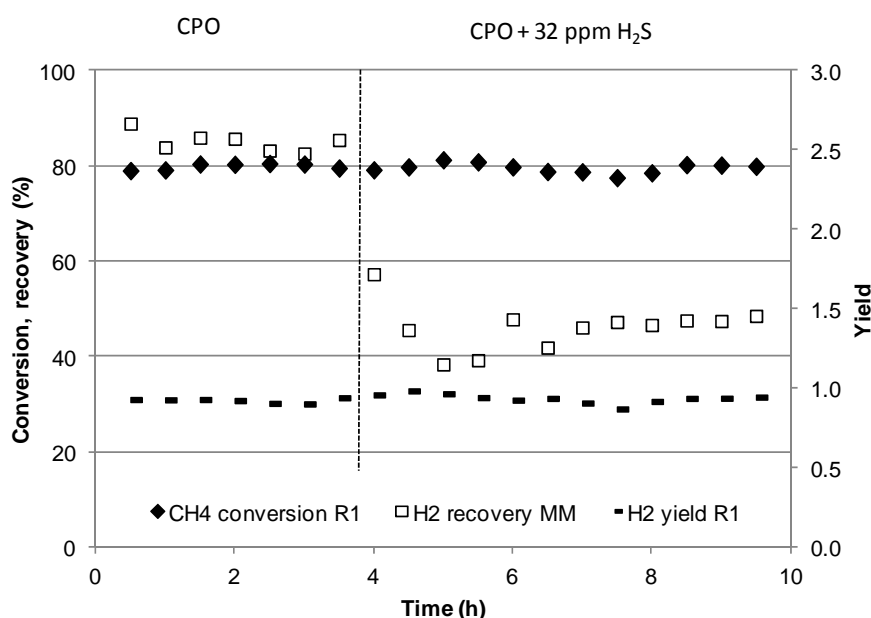 CPO CPO + 32 ppm H₂S
100 3.0
80 2.5
2.0
60
1.5
40
1.0
20
0.5
0 0.0
Conversion, recovery (%)
Yield
CH4 conversion R1 H2 recovery MM H2 yield R1
0 2 4 6 8 10
Time (h)